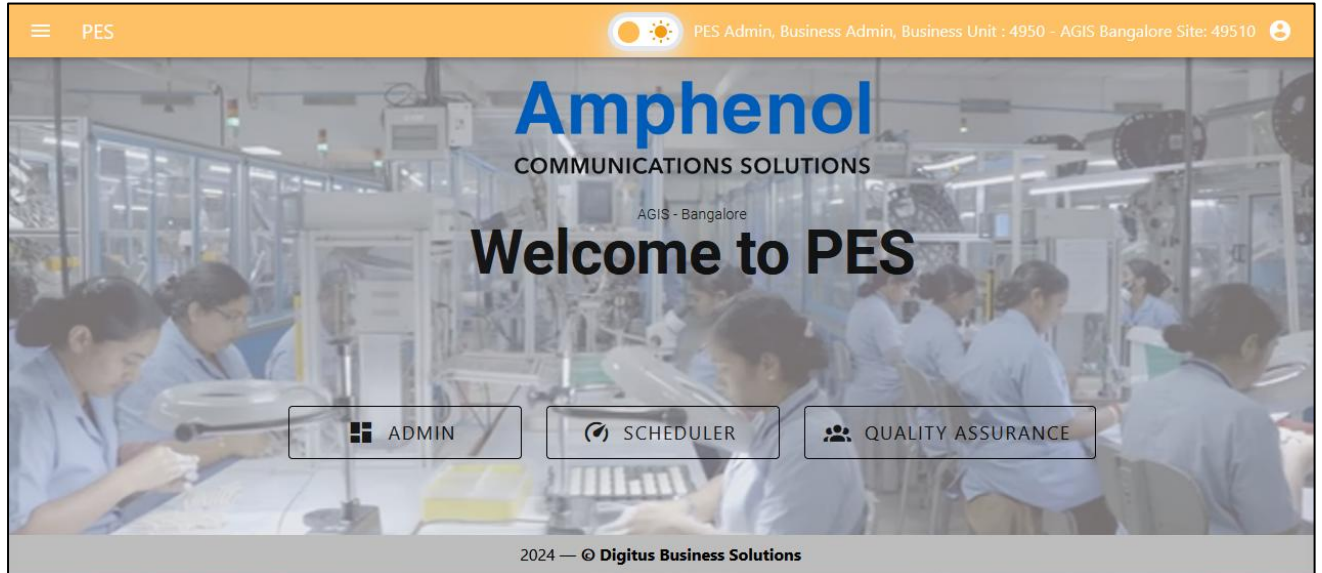 PES
PES Admin, Business Admin, Business Unit : 4950 - AGIS Bangalore Site: 49510
Amphenol
COMMUNICATIONS SOLUTIONS
AGIS - Bangalore
Welcome to PES
ADMIN
SCHEDULER
QUALITY ASSURANCE
2024 — © Digitus Business Solutions